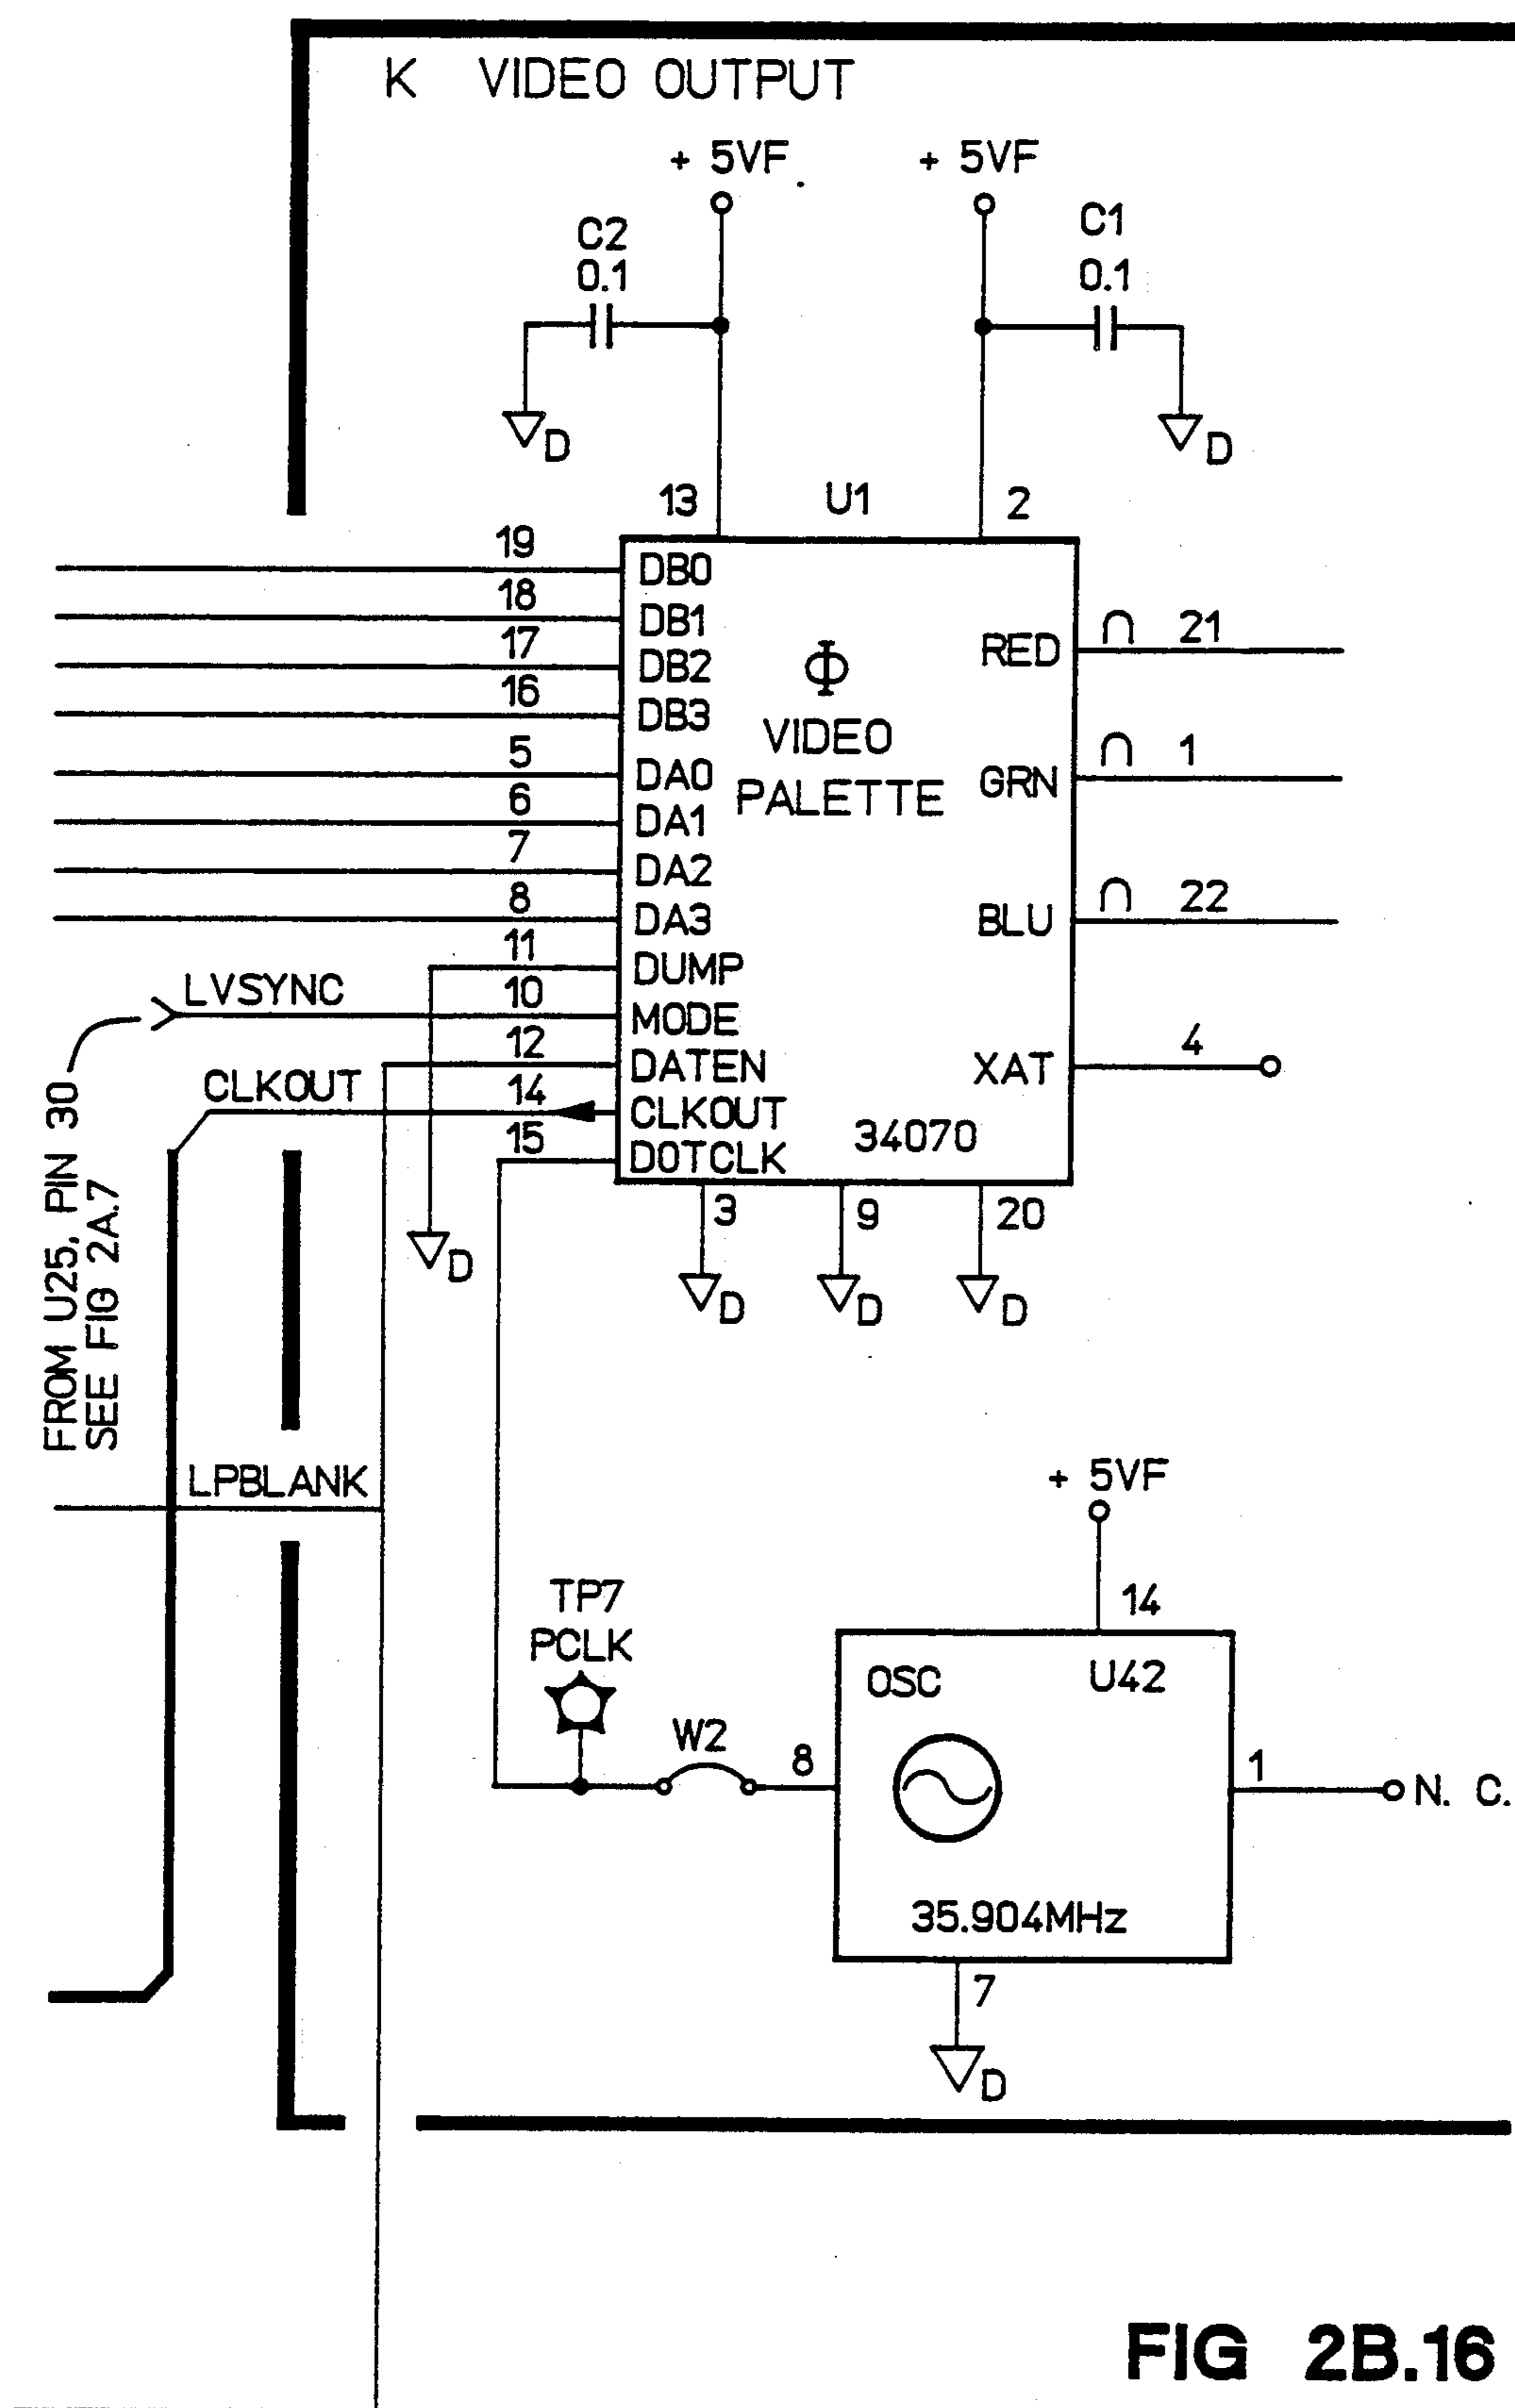 K VIDEO OUTPUT
+ 5VF
+ 5VF
C2
0.1
C1
0.1
D
D
13
U1
2
19
DB0
18
DB1
17
DB2
16
DB3
5
DA0
6
DA1
7
DA2
8
DA3
11
DUMP
LVSYNC
10
MODE
12
DATEN
CLKOUT
14
CLKOUT
15
DOTCLK
Φ
VIDEO
PALETTE
RED
21
GRN
1
BLU
22
XAT
4
34070
3
9
20
D
D
D
D
FROM U25, PIN 30
SEE FIG 2A.7
LPBLANK
+ 5VF
14
TP7
PCLK
W2
8
OSC
U42
1
N. C.
35.904MHz
7
D
FIG 2B.16